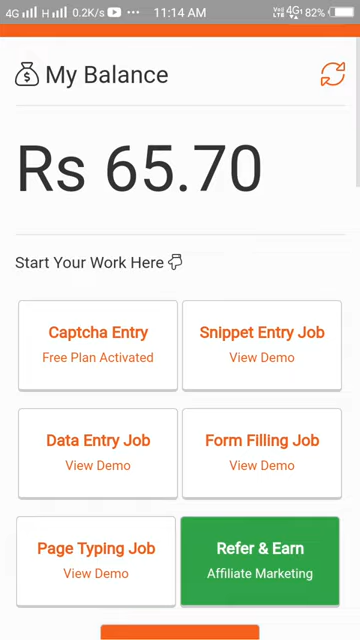 4G H 0.2K/s ... 11:14 AM VoLTE 4G+ 82%
My Balance
Rs 65.70
Start Your Work Here
Captcha Entry
Free Plan Activated
Snippet Entry Job
View Demo
Data Entry Job
View Demo
Form Filling Job
View Demo
Page Typing Job
View Demo
Refer & Earn
Affiliate Marketing